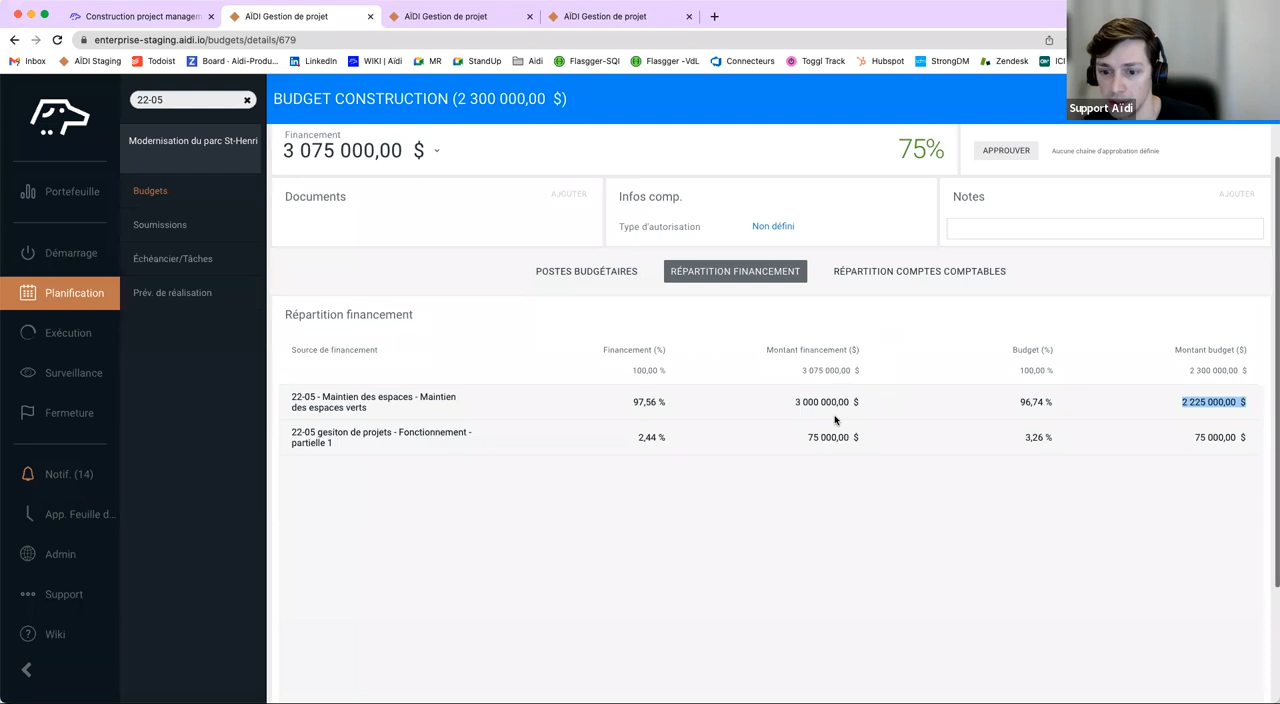 Construction project managem
AÏDI Gestion de projet
AÏDI Gestion de projet
AÏDI Gestion de projet
enterprise-staging.aidi.io/budgets/details/679
Inbox
AÏDI Staging
Todoist
Board - Aidi-Produ...
LinkedIn
WIKI | Aïdi
MR
StandUp
Aidi
Flasgger-SQI
Flasgger -VdL
Connecteurs
Toggl Track
Hubspot
StrongDM
Zendesk
ICI
Support Aïdi
22-05
Modernisation du parc St-Henri
Budgets
Soumissions
Échéancier/Tâches
Prév. de réalisation
Portefeuille
Démarrage
Planification
Exécution
Surveillance
Fermeture
Notif. (14)
App. Feuille d...
Admin
Support
Wiki
BUDGET CONSTRUCTION (2 300 000,00 $)
Financement
3 075 000,00 $
75%
APPROUVER
Aucune chaîne d'approbation définie
Documents
AJOUTER
Infos comp.
Type d'autorisation
Non défini
Notes
AJOUTER
POSTES BUDGÉTAIRES
RÉPARTITION FINANCEMENT
RÉPARTITION COMPTES COMPTABLES
Répartition financement
Source de financement Financement (%) Montant financement ($) Budget (%) Montant budget ($)
100,00 % 3 075 000,00 $ 100,00 % 2 300 000,00 $
22-05 - Maintien des espaces - Maintien
des espaces verts
97,56 % 3 000 000,00 $ 96,74 % 2 225 000,00 $
22-05 gesiton de projets - Fonctionnement -
partielle 1
2,44 % 75 000,00 $ 3,26 % 75 000,00 $